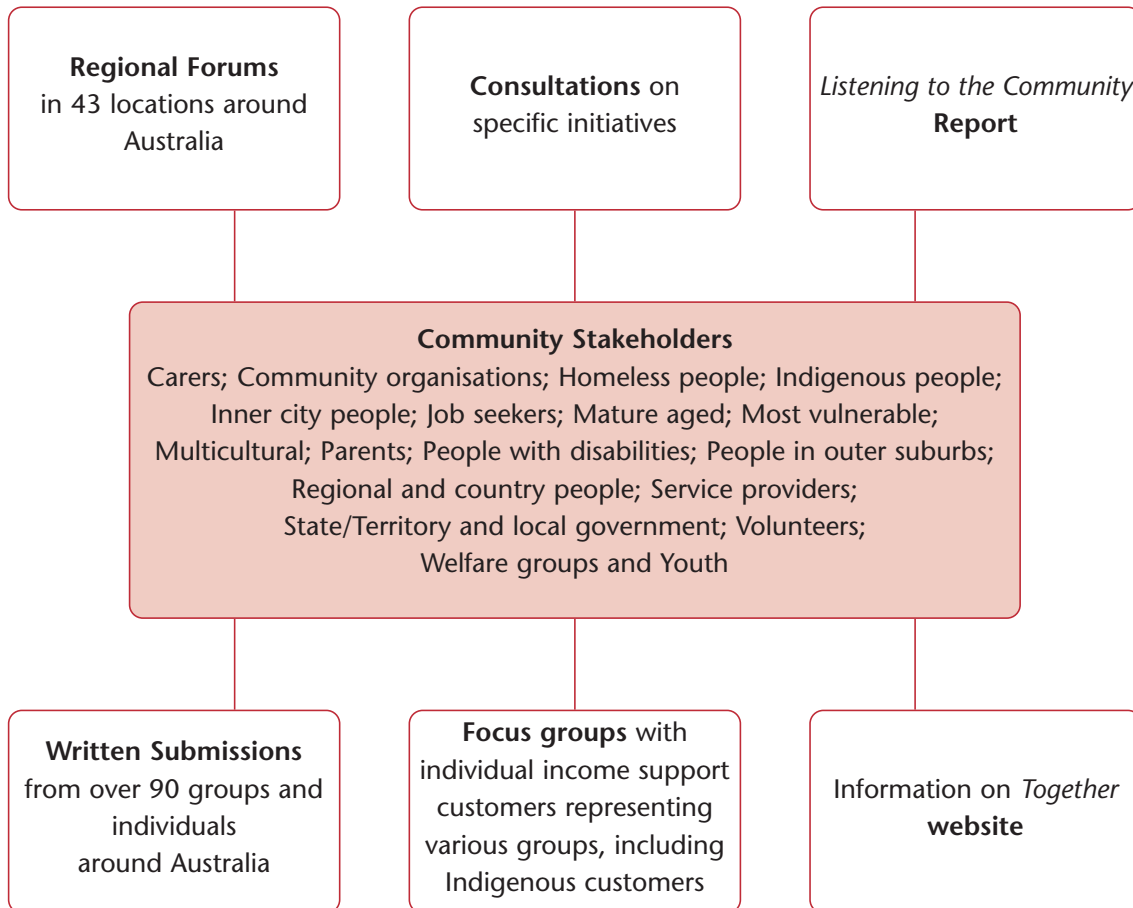 Regional Forums
in 43 locations around
Australia
Consultations on
specific initiatives
Listening to the Community
Report
Community Stakeholders
Carers; Community organisations; Homeless people; Indigenous people;
Inner city people; Job seekers; Mature aged; Most vulnerable;
Multicultural; Parents; People with disabilities; People in outer suburbs;
Regional and country people; Service providers;
State/Territory and local government; Volunteers;
Welfare groups and Youth
Written Submissions
from over 90 groups and
individuals
around Australia
Focus groups with
individual income support
customers representing
various groups, including
Indigenous customers
Information on Together
website